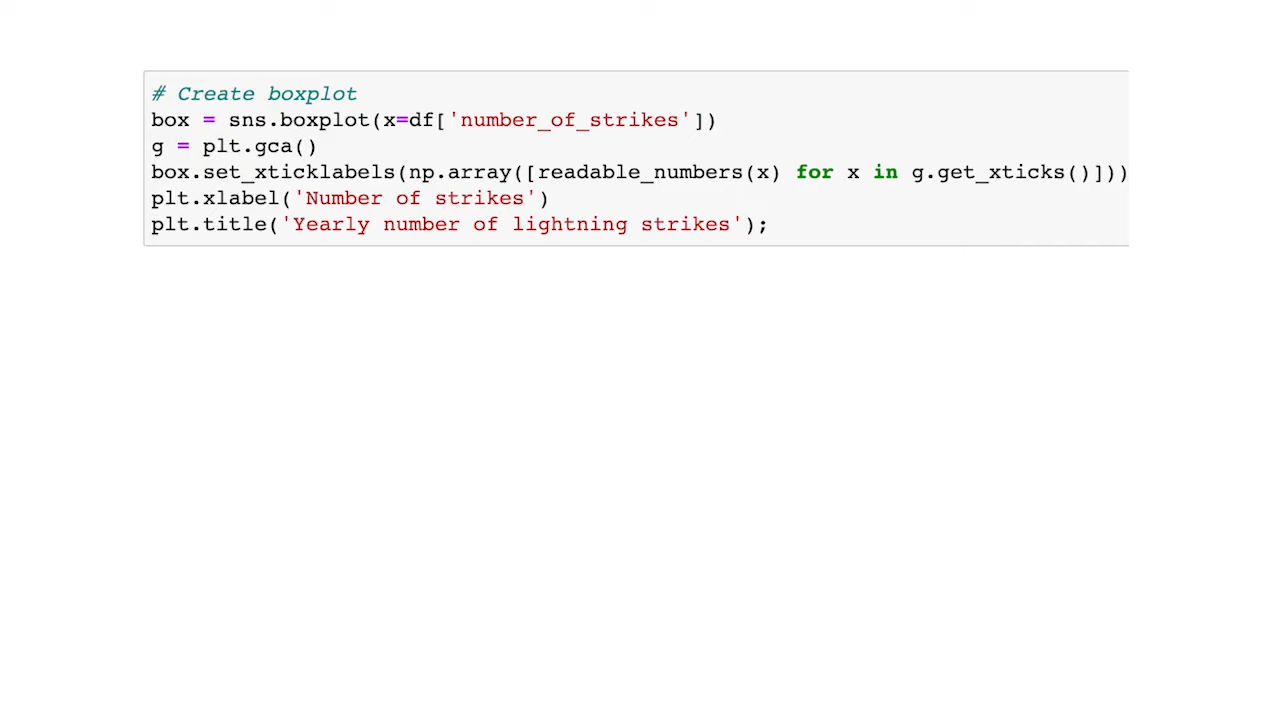 # Create boxplot
box = sns.boxplot(x=df['number_of_strikes'])
g = plt.gca()
box.set_xticklabels(np.array([readable_numbers(x) for x in g.get_xticks()]))
plt.xlabel('Number of strikes')
plt.title('Yearly number of lightning strikes');